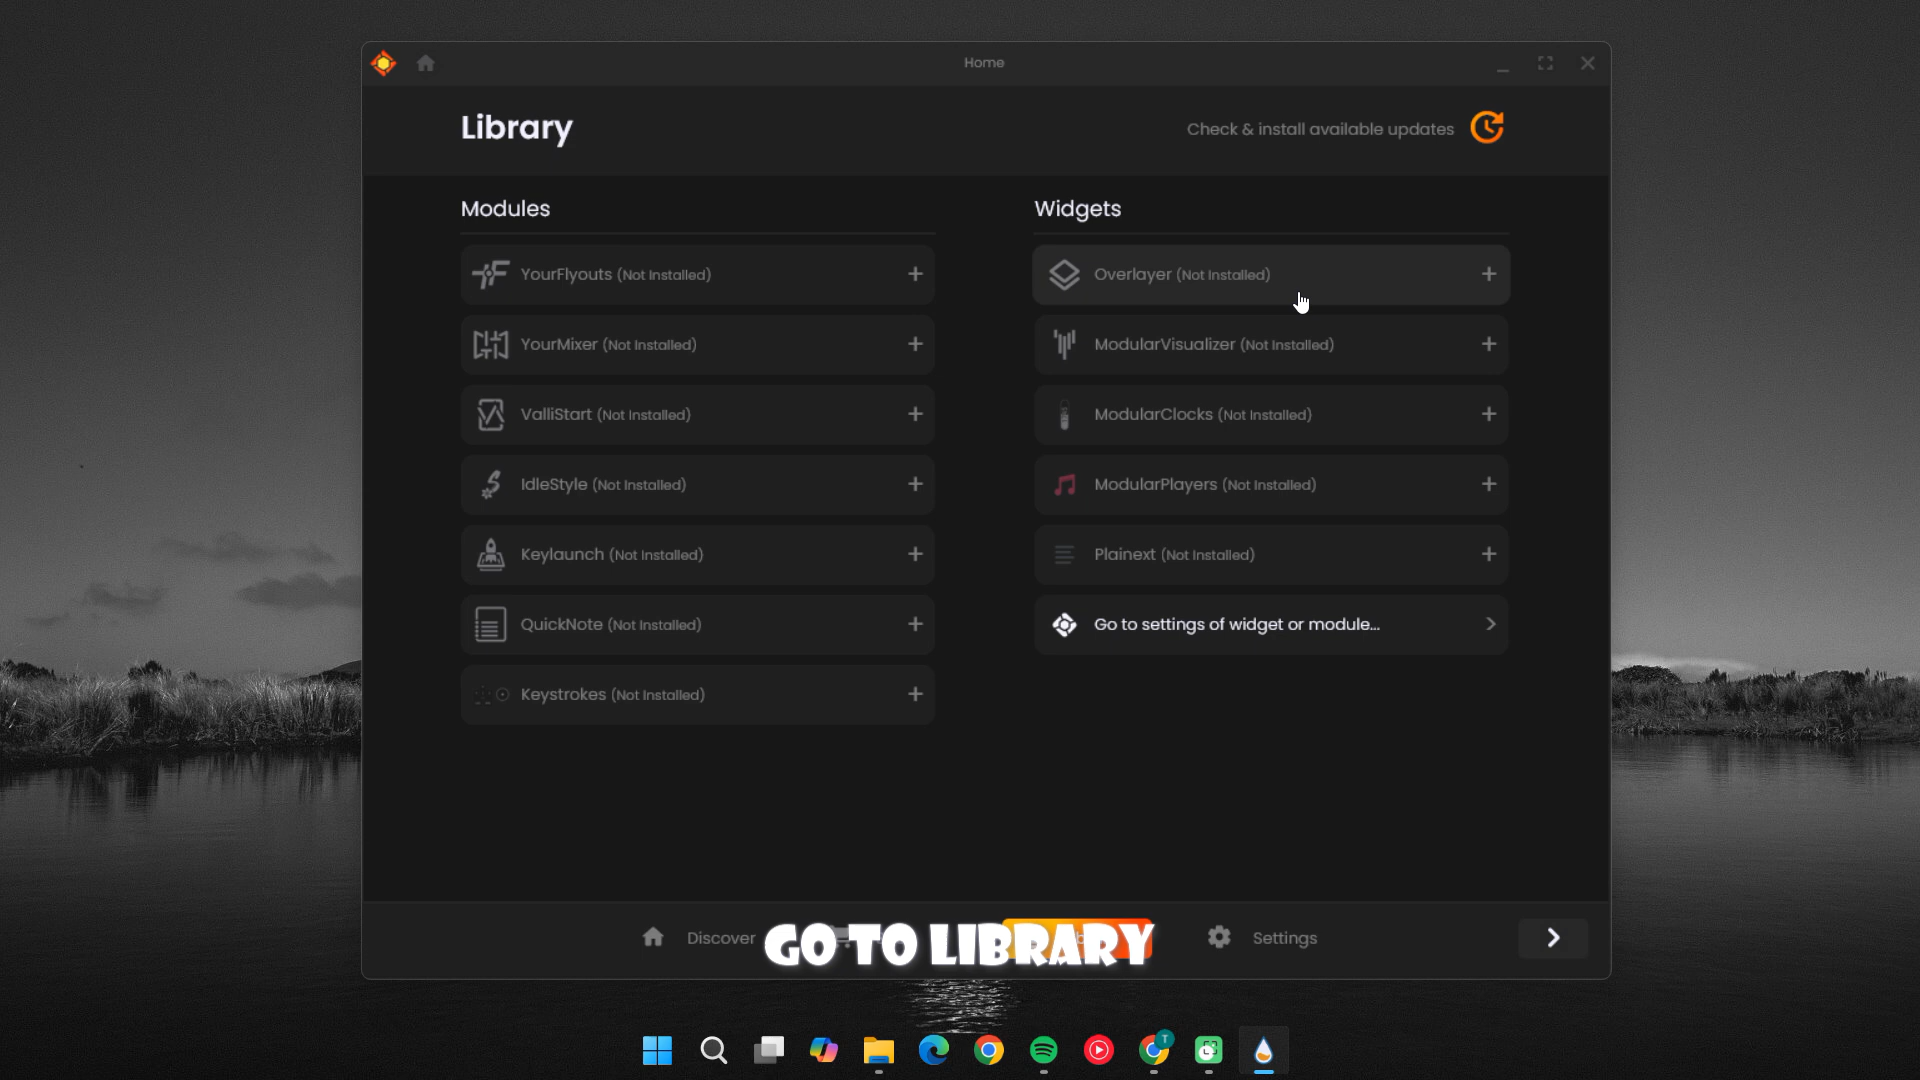 Home
Library
Check & install available updates
Modules
YourFlyouts (Not Installed)
YourMixer (Not Installed)
ValliStart (Not Installed)
IdleStyle (Not Installed)
Keylaunch (Not Installed)
QuickNote (Not Installed)
Keystrokes (Not Installed)
Widgets
Overlayer (Not Installed)
ModularVisualizer (Not Installed)
ModularClocks (Not Installed)
ModularPlayers (Not Installed)
Plainext (Not Installed)
Go to settings of widget or module...
Discover
GO TO LIBRARY
Settings
T